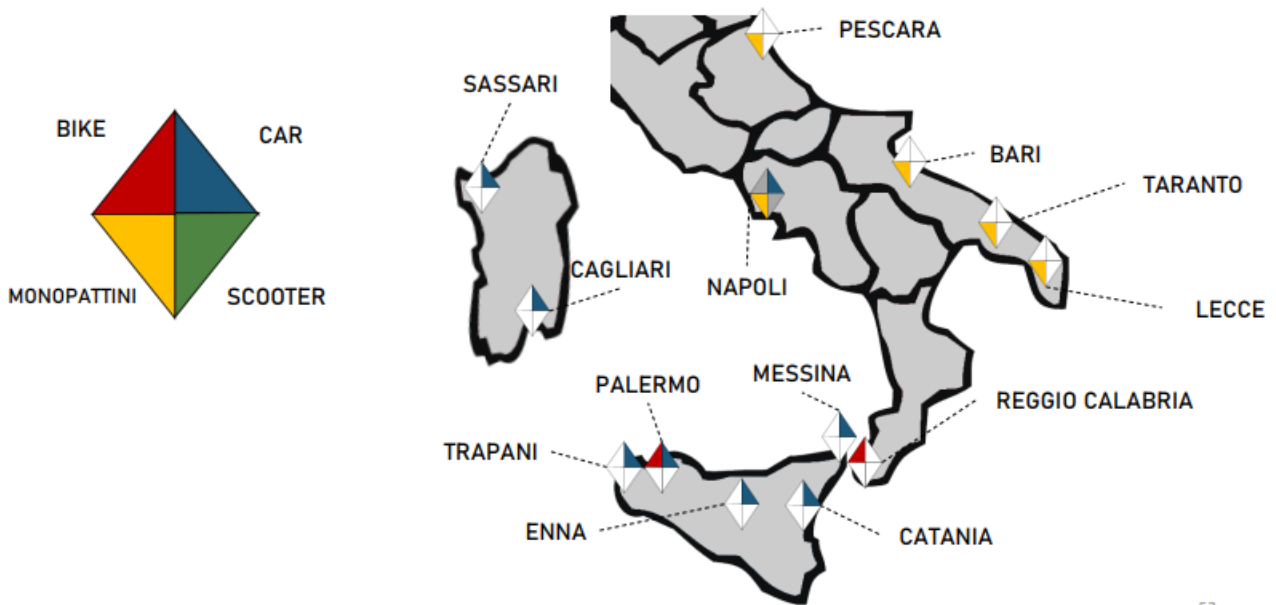 PESCARA
SASSARI
BIKE
CAR
BARI
TARANTO
CAGLIARI
MONOPATTINI
SCOOTER
NAPOLI
LECCE
MESSINA
PALERMO
REGGIO CALABRIA
TRAPANI
ENNA
CATANIA